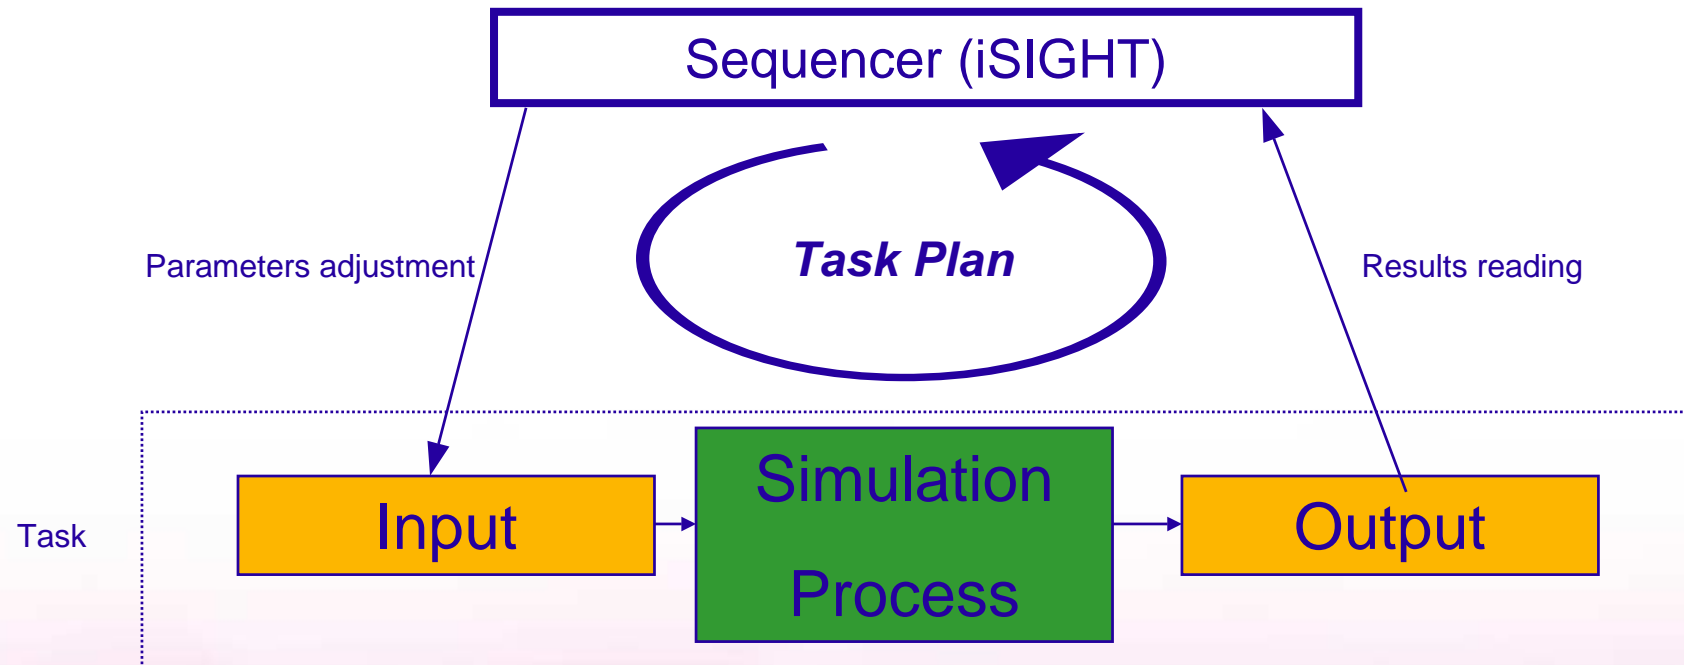 Sequencer (iSIGHT)
Parameters adjustment
Task Plan
Results reading
Task
Input
Simulation
Process
Output